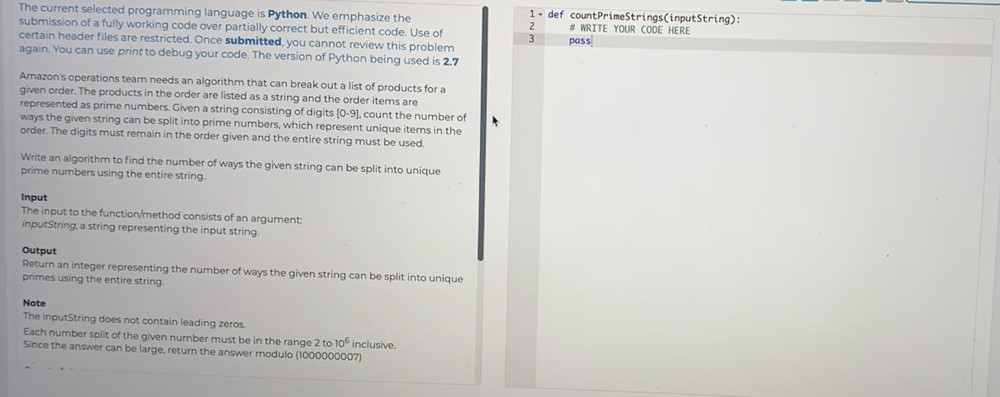 The current selected programming language is Python. We emphasize the
submission of a fully working code over partially correct but efficient code. Use of
certain header files are restricted. Once submitted, you cannot review this problem
again. You can use print to debug your code. The version of Python being used is 2.7
Amazon's operations team needs an algorithm that can break out a list of products for a
given order. The products in the order are listed as a string and the order items are
represented as prime numbers. Given a string consisting of digits [0-9], count the number of
ways the given string can be split into prime numbers, which represent unique items in the
order. The digits must remain in the order given and the entire string must be used.
Write an algorithm to find the number of ways the given string can be split into unique
prime numbers using the entire string.
Input
The input to the function/method consists of an argument:
inputString, a string representing the input string.
Output
Return an integer representing the number of ways the given string can be split into unique
primes using the entire string.
Note
The inputString does not contain leading zeros.
Each number split of the given number must be in the range 2 to 10⁶ inclusive.
Since the answer can be large, return the answer modulo (1000000007)
1 def countPrimeStrings(inputString):
2 # WRITE YOUR CODE HERE
3 pass